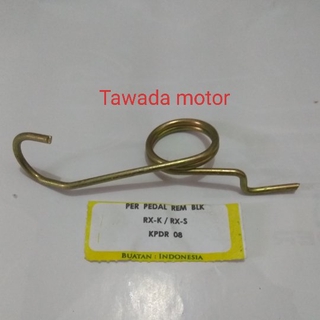 Tawada motor
PER PEDAL REM BLK
RX-K / RX-S
KPDR 08
BUATAN : INDONESIA